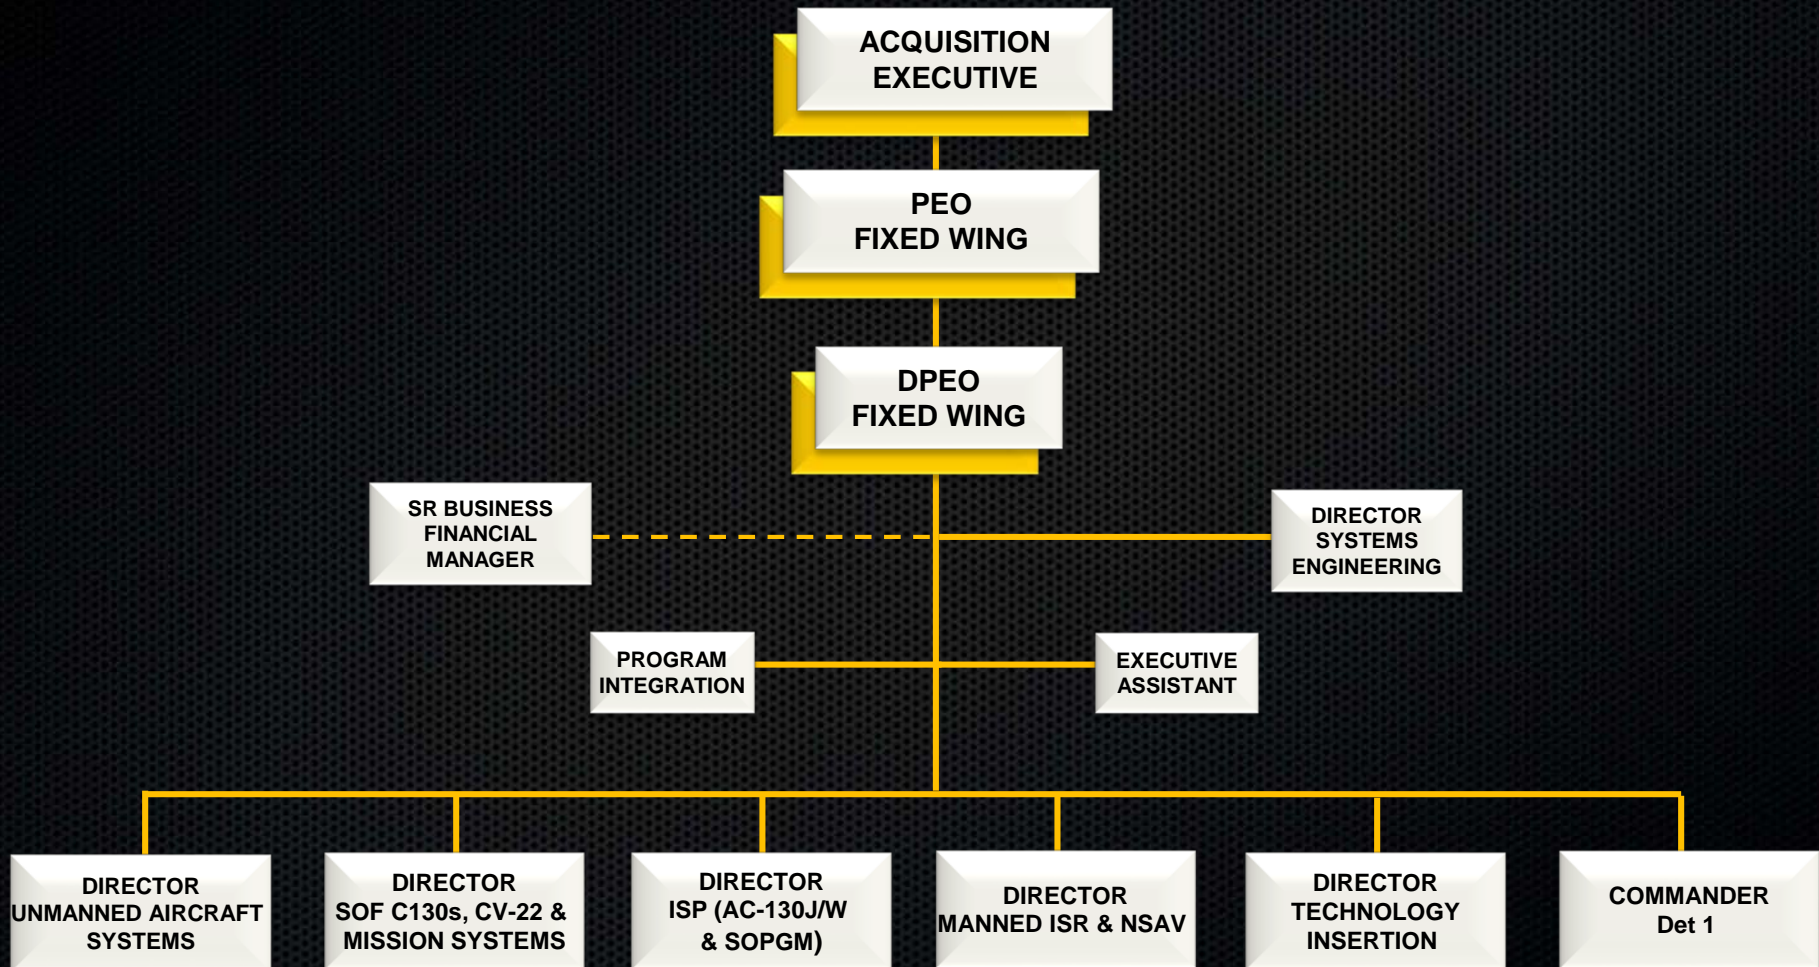 ACQUISITION
EXECUTIVE
PEO
FIXED WING
DPEO
FIXED WING
SR BUSINESS
FINANCIAL
MANAGER
DIRECTOR
SYSTEMS
ENGINEERING
PROGRAM
INTEGRATION
EXECUTIVE
ASSISTANT
DIRECTOR
UNMANNED AIRCRAFT
SYSTEMS
DIRECTOR
SOF C130s, CV-22 &
MISSION SYSTEMS
DIRECTOR
ISP (AC-130J/W
& SOPGM)
DIRECTOR
MANNED ISR & NSAV
DIRECTOR
TECHNOLOGY
INSERTION
COMMANDER
Det 1